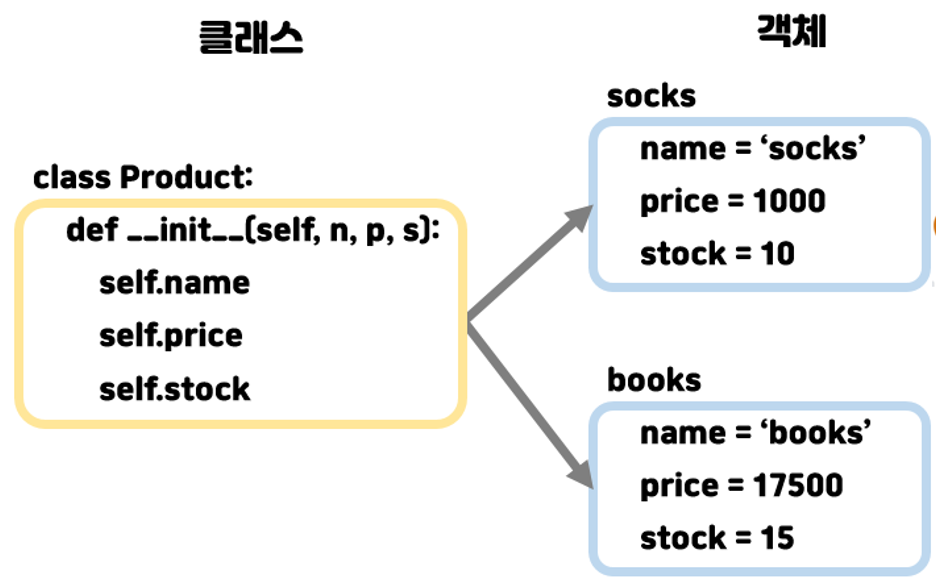 클래스
객체
class Product:
def __init__(self, n, p, s):
self.name
self.price
self.stock
socks
name = ‘socks’
price = 1000
stock = 10
books
name = ‘books’
price = 17500
stock = 15